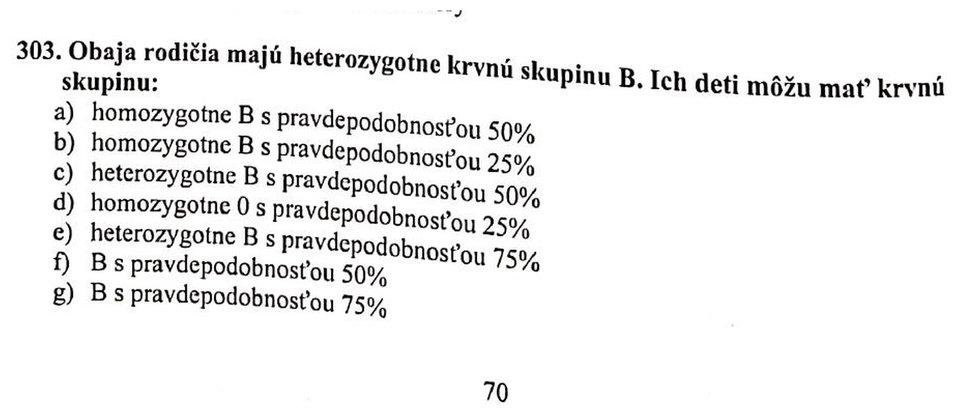 303. Obaja rodičia majú heterozygotne krvnú skupinu B. Ich deti môžu mať krvnú
skupinu:
a) homozygotne B s pravdepodobnosťou 50%
b) homozygotne B s pravdepodobnosťou 25%
c) heterozygotne B s pravdepodobnosťou 50%
d) homozygotne 0 s pravdepodobnosťou 25%
e) heterozygotne B s pravdepodobnosťou 75%
f) B s pravdepodobnosťou 50%
g) B s pravdepodobnosťou 75%
70